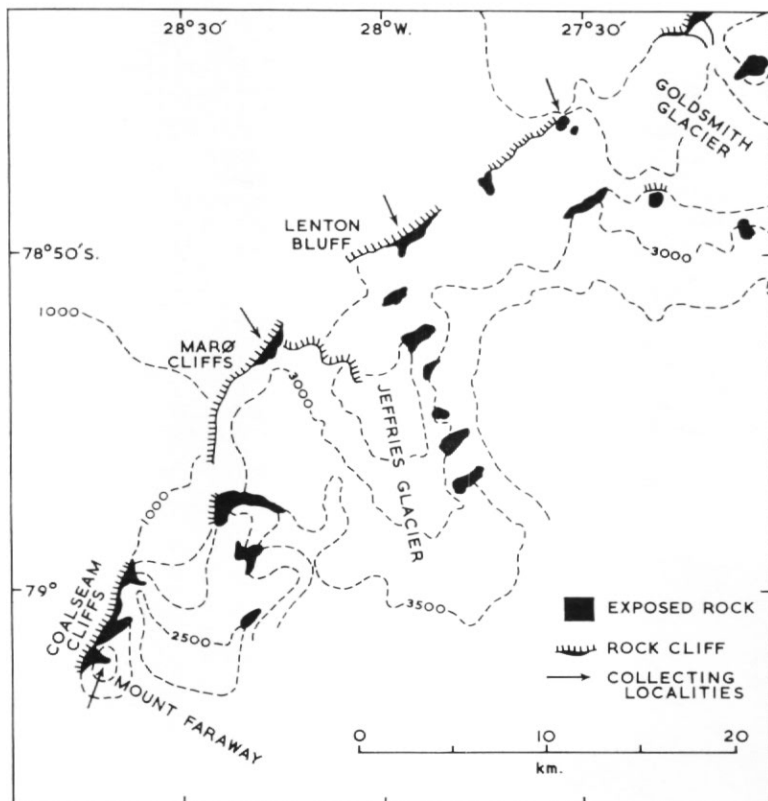 28°30′
28°W.
27°30′
GOLDSMITH
GLACIER
LENTON
BLUFF
78°50′S.
3000
1000
MARØ
CLIFFS
3000
JEFFRIES GLACIER
1000
79°
COALSEAM
CLIFFS
3500
2500
MOUNT FARAWAY
EXPOSED ROCK
ROCK CLIFF
COLLECTING
LOCALITIES
0
10
20
km.